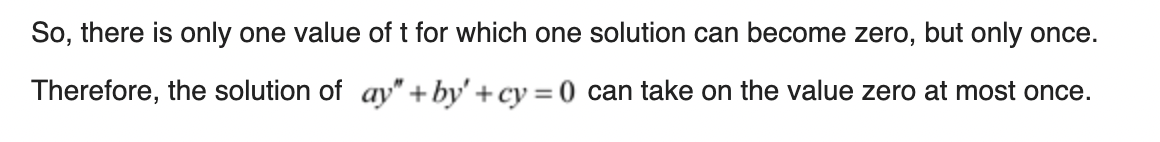 So, there is only one value of t for which one solution can become zero, but only once.
Therefore, the solution of ay" + by' + cy = 0 can take on the value zero at most once.